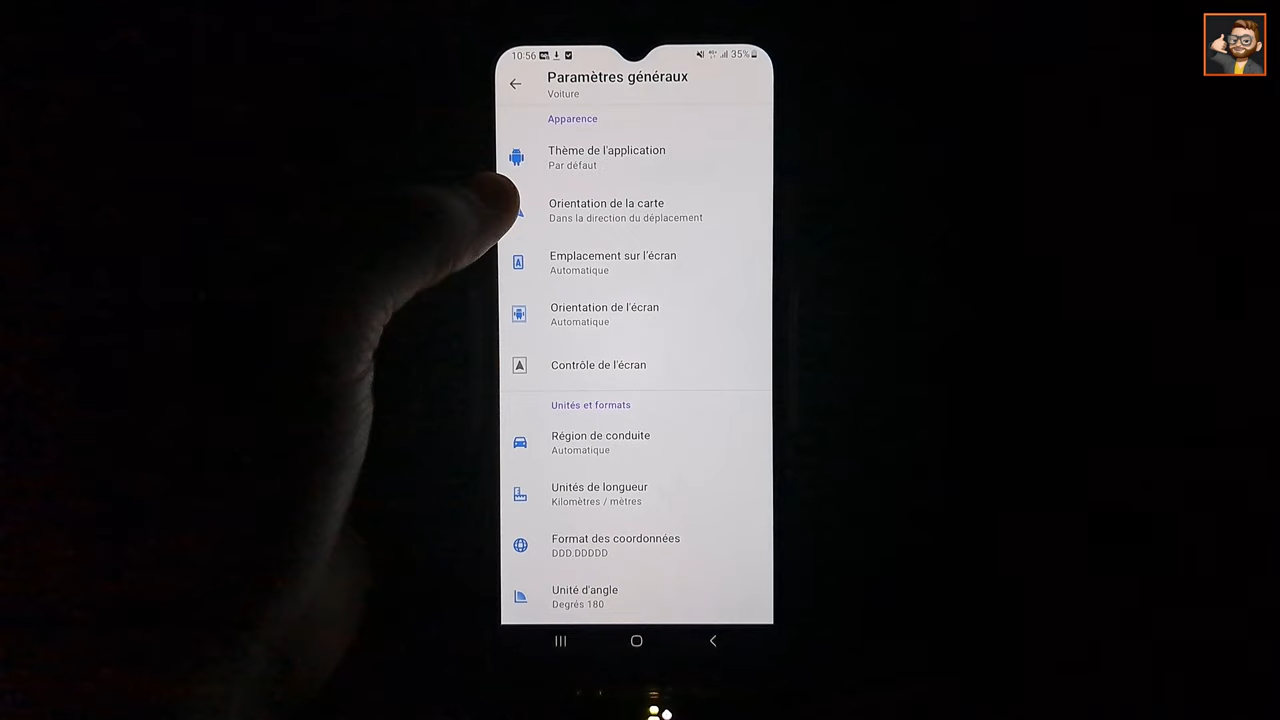 10:56 35%
Paramètres généraux
Voiture
Apparence
Thème de l'application
Par défaut
Orientation de la carte
Dans la direction du déplacement
Emplacement sur l'écran
Automatique
Orientation de l'écran
Automatique
Contrôle de l'écran
Unités et formats
Région de conduite
Automatique
Unités de longueur
Kilomètres / mètres
Format des coordonnées
DDD.DDDDD
Unité d'angle
Degrés 180